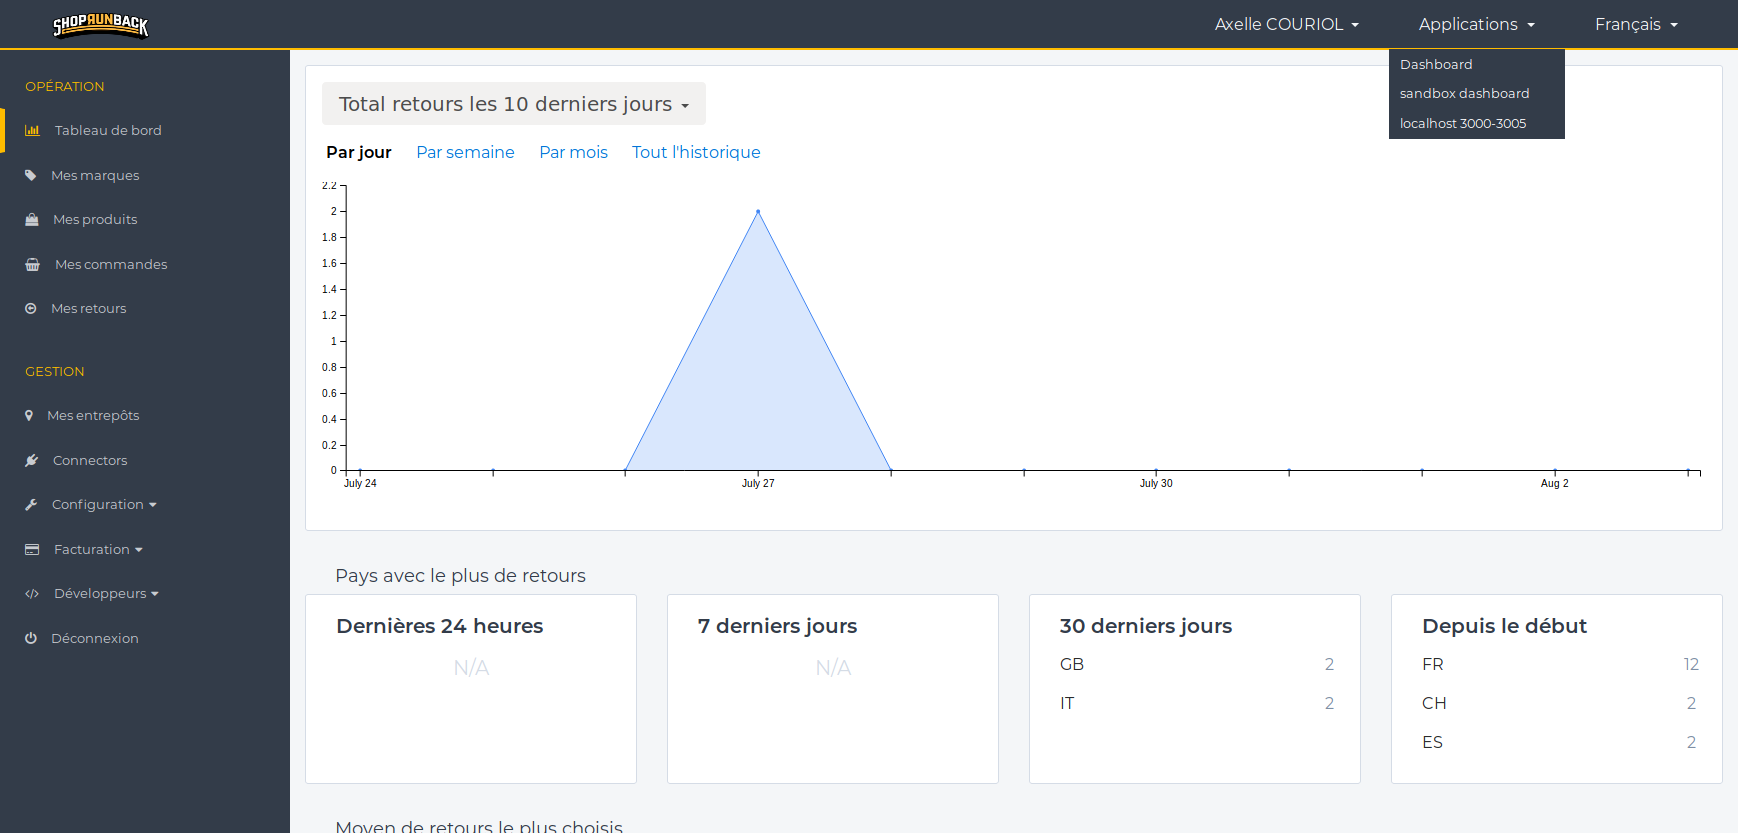 SHOPRUNBACK
Axelle COURIOL
Applications
Français
Dashboard
sandbox dashboard
localhost 3000-3005
OPÉRATION
Tableau de bord
Mes marques
Mes produits
Mes commandes
Mes retours
GESTION
Mes entrepôts
Connectors
Configuration
Facturation
Développeurs
Déconnexion
Total retours les 10 derniers jours
Par jour Par semaine Par mois Tout l'historique
2.2
2
1.8
1.6
1.4
1.2
1
0.8
0.6
0.4
0.2
0
July 24 July 27 July 30 Aug 2
Pays avec le plus de retours
Dernières 24 heures
N/A
7 derniers jours
N/A
30 derniers jours
GB 2
IT 2
Depuis le début
FR 12
CH 2
ES 2
Moyen de retours le plus choisis